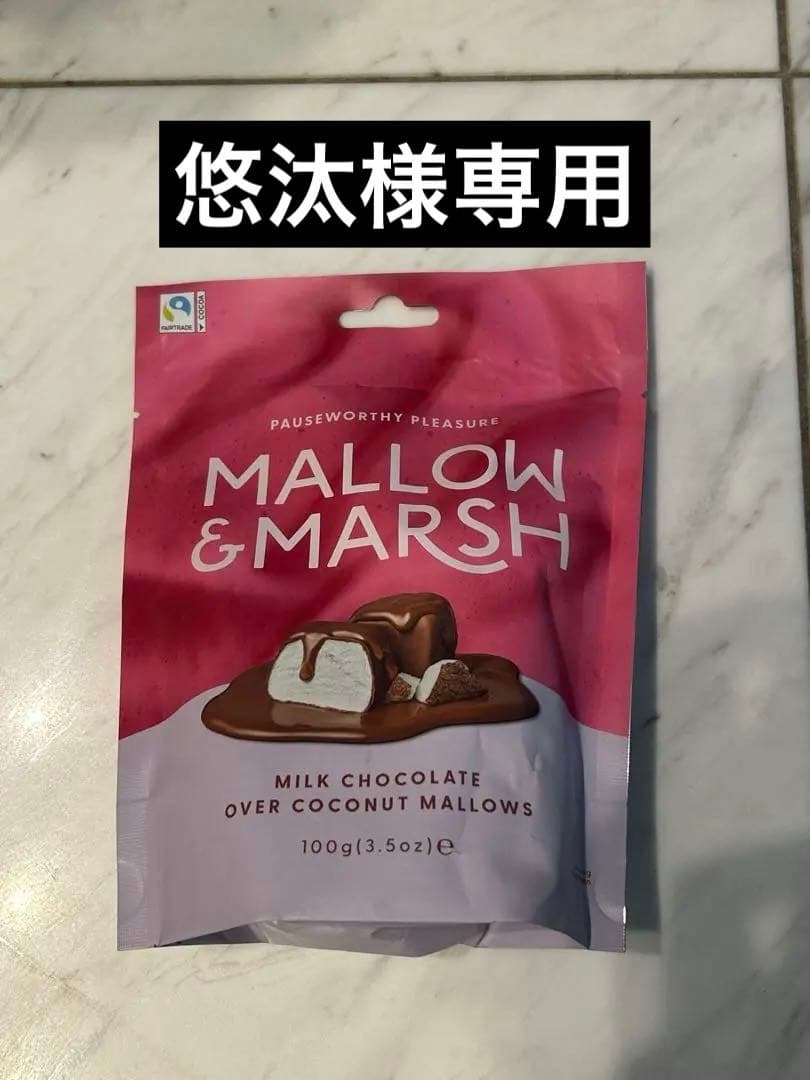 悠汰様専用
FAIRTRADE
COCOA
PAUSEWORTHY PLEASURE
MALLOW
&MARSH
MILK CHOCOLATE
OVER COCONUT MALLOWS
100g(3.5oz)℮